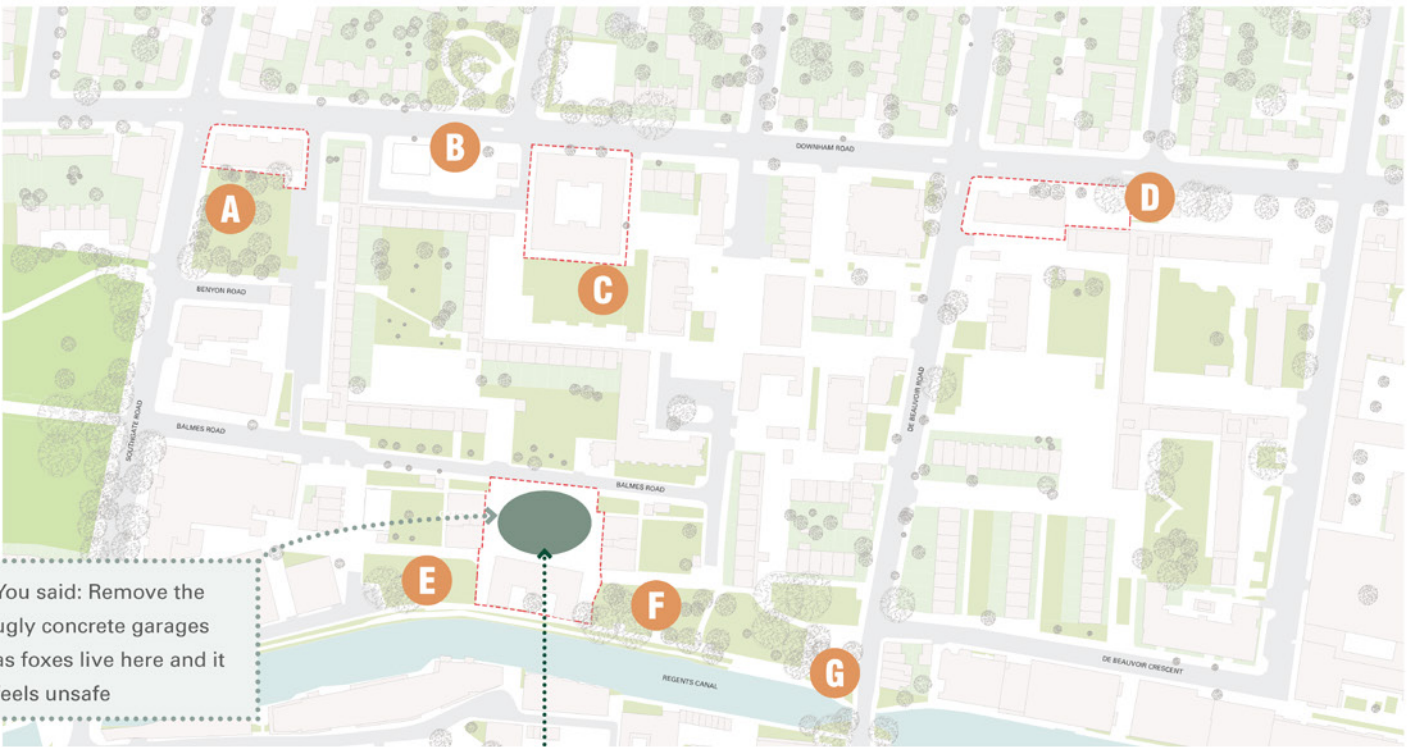 B
DOWNHAM ROAD
A
D
C
BENYON ROAD
SOUTHGATE ROAD
DE BEAUVOIR ROAD
BALMES ROAD
BALMES ROAD
E
F
G
You said: Remove the
ugly concrete garages
as foxes live here and it
feels unsafe
REGENTS CANAL
DE BEAUVOIR CRESCENT